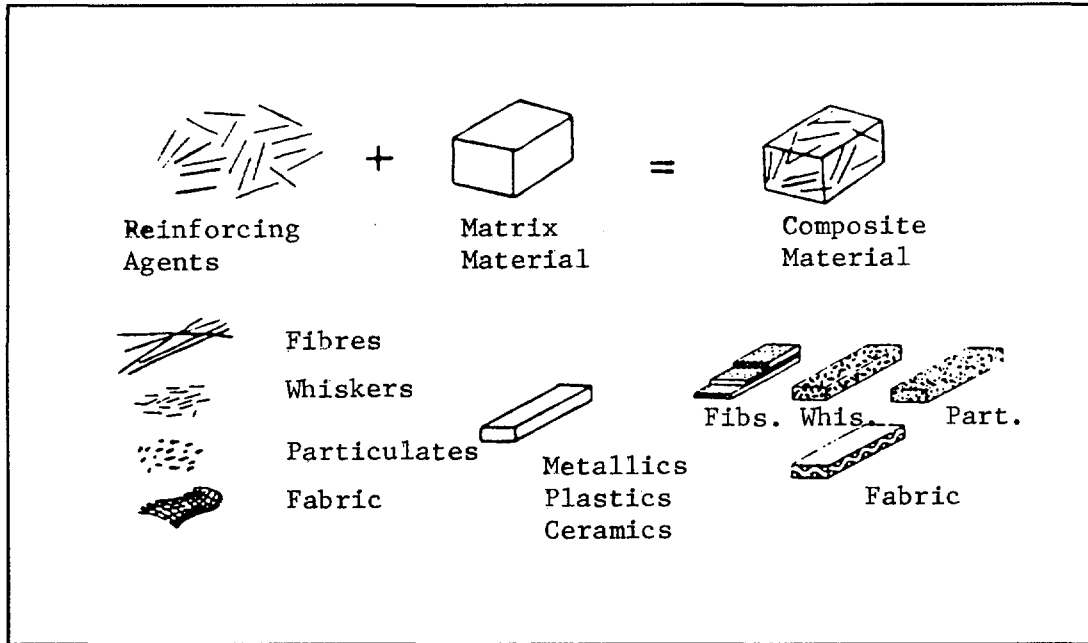 +
=
Reinforcing
Agents
Matrix
Material
Composite
Material
Fibres
Whiskers
Particulates
Fabric
Metallics
Plastics
Ceramics
Fibs. Whis. Part.
Fabric